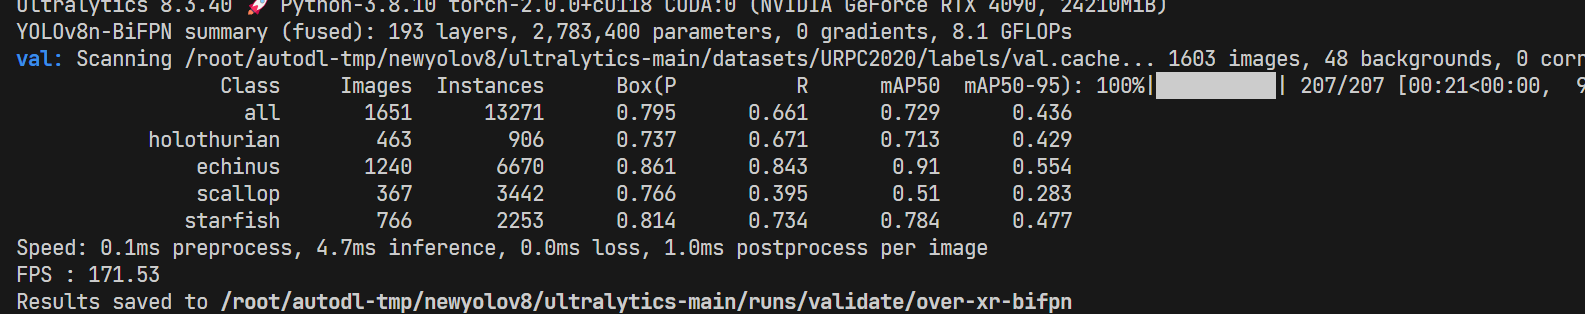 Ultralytics 8.3.40 🚀 Python-3.8.10 torch-2.0.0+cu118 CUDA:0 (NVIDIA GeForce RTX 4090, 24210MiB)
YOLOv8n-BiFPN summary (fused): 193 layers, 2,783,400 parameters, 0 gradients, 8.1 GFLOPs
val: Scanning /root/autodl-tmp/newyolov8/ultralytics-main/datasets/URPC2020/labels/val.cache... 1603 images, 48 backgrounds, 0 corr
Class Images Instances Box(P R mAP50 mAP50-95): 100%|██████████| 207/207 [00:21<00:00, 9
all 1651 13271 0.795 0.661 0.729 0.436
holothurian 463 906 0.737 0.671 0.713 0.429
echinus 1240 6670 0.861 0.843 0.91 0.554
scallop 367 3442 0.766 0.395 0.51 0.283
starfish 766 2253 0.814 0.734 0.784 0.477
Speed: 0.1ms preprocess, 4.7ms inference, 0.0ms loss, 1.0ms postprocess per image
FPS : 171.53
Results saved to /root/autodl-tmp/newyolov8/ultralytics-main/runs/validate/over-xr-bifpn